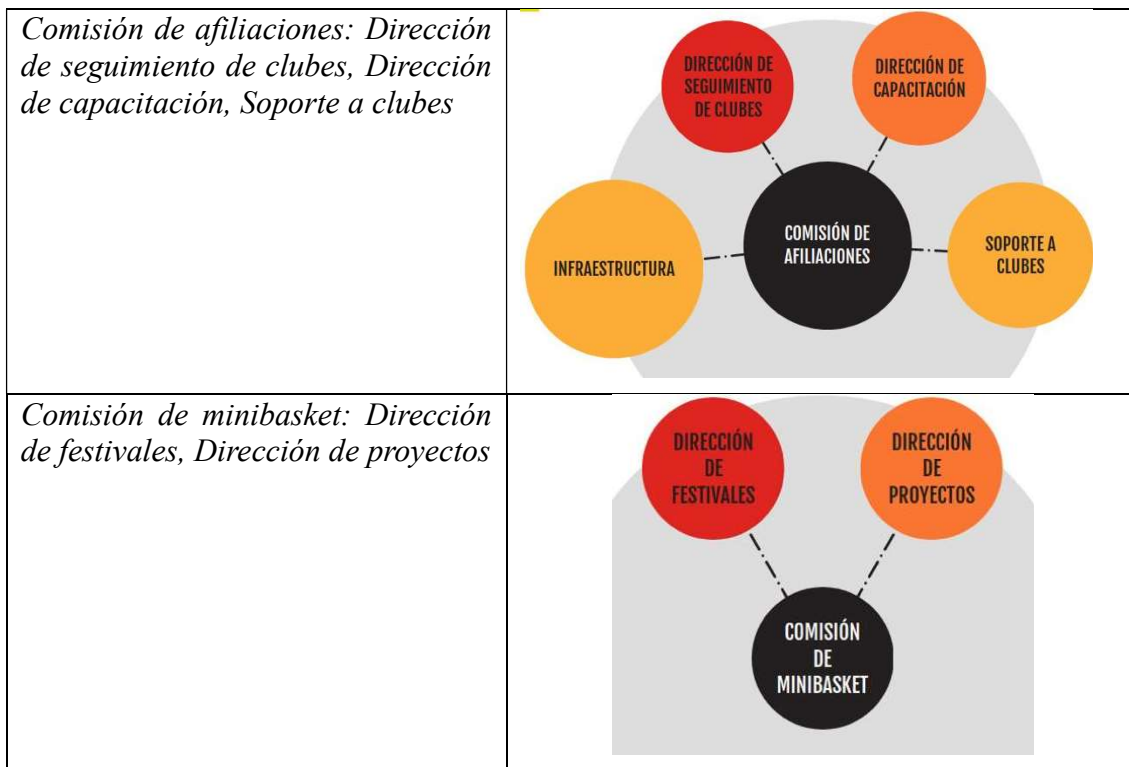 Comisión de afiliaciones: Dirección
de seguimiento de clubes, Dirección
de capacitación, Soporte a clubes
DIRECCIÓN DE
SEGUIMIENTO
DE CLUBES
DIRECCIÓN DE
CAPACITACIÓN
INFRAESTRUCTURA
COMISIÓN DE
AFILIACIONES
SOPORTE A
CLUBES
Comisión de minibasket: Dirección
de festivales, Dirección de proyectos
DIRECCIÓN
DE
FESTIVALES
DIRECCIÓN
DE
PROYECTOS
COMISIÓN
DE
MINIBASKET